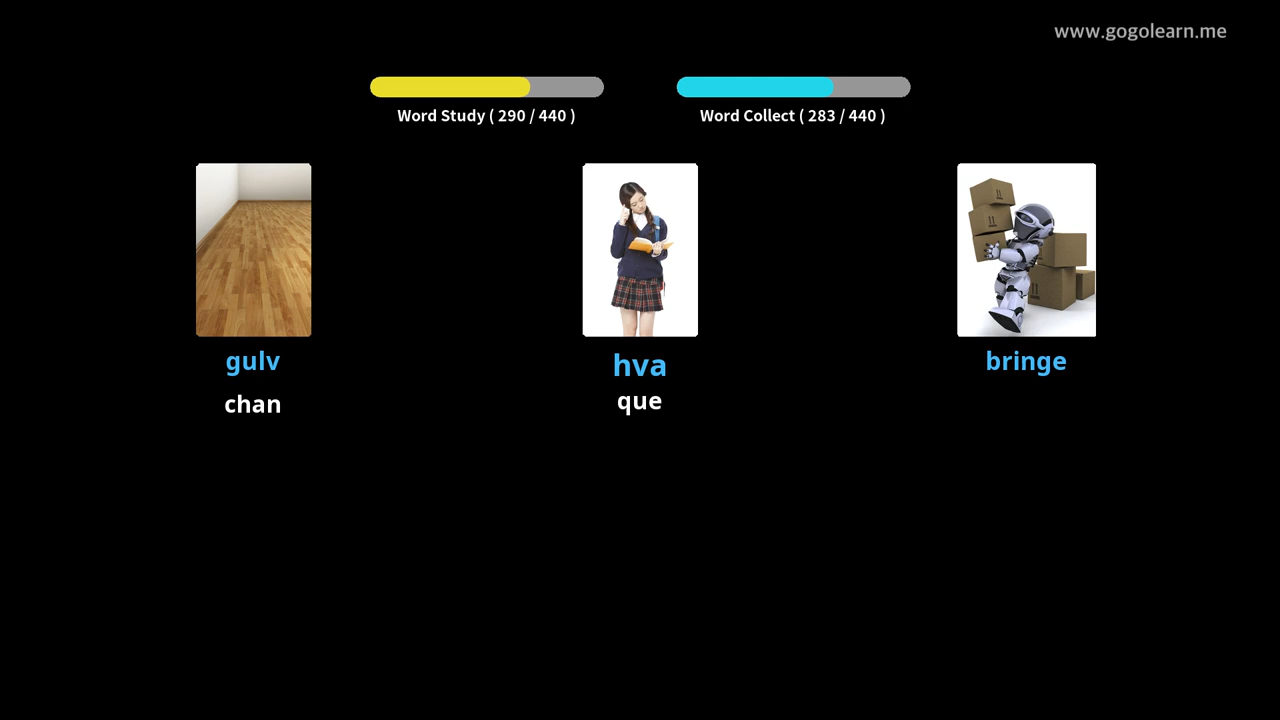 www.gogolearn.me
Word Study ( 290 / 440 )
Word Collect ( 283 / 440 )
gulv
hva
bringe
chan
que